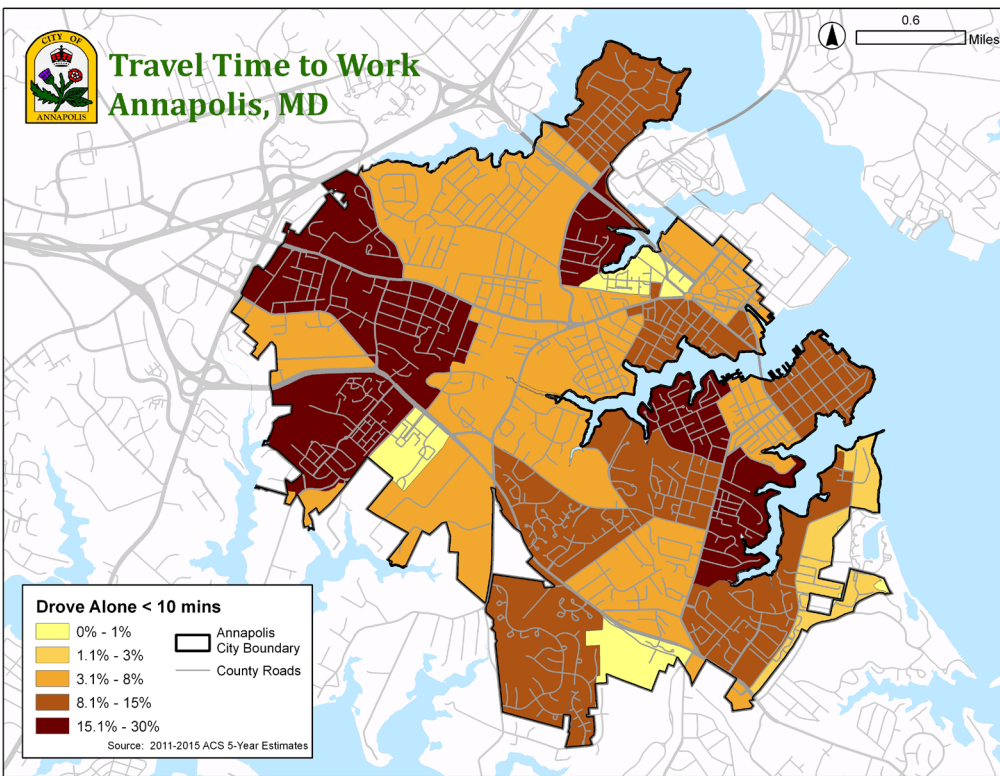 CITY OF
ANNAPOLIS
Travel Time to Work
Annapolis, MD
0.6
Miles
Drove Alone < 10 mins
0% - 1%
1.1% - 3%
3.1% - 8%
8.1% - 15%
15.1% - 30%
Annapolis
City Boundary
County Roads
Source: 2011-2015 ACS 5-Year Estimates